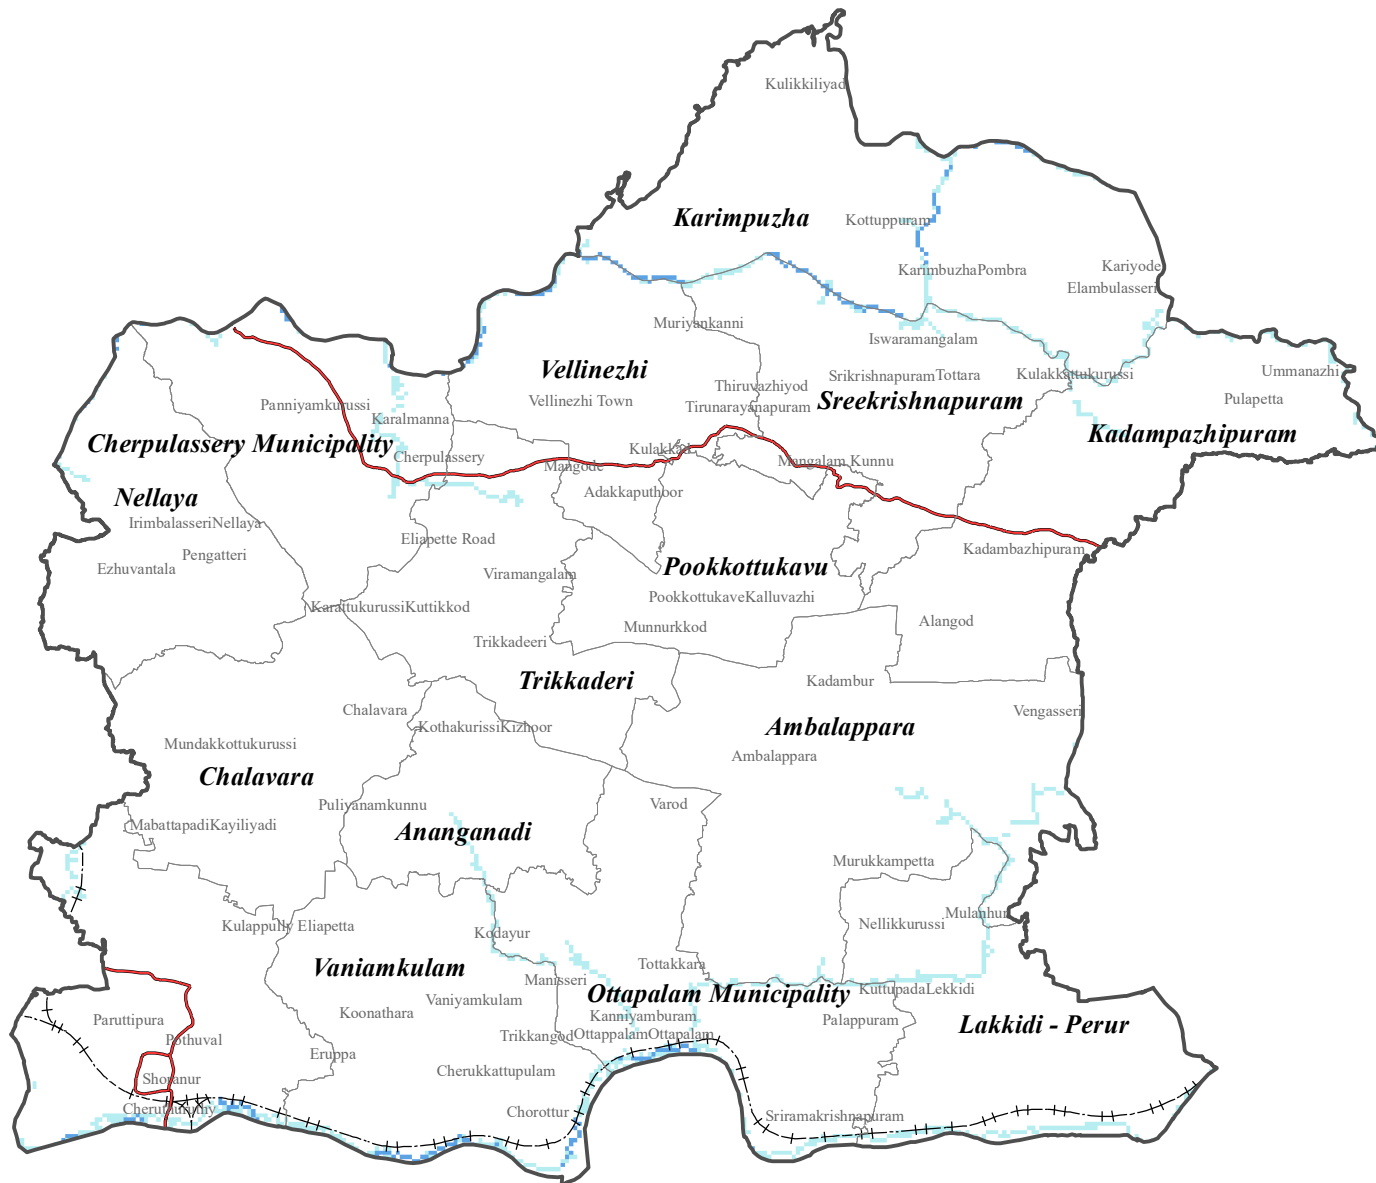 Kulikkiliyad
Karimpuzha
Kottuppuram
KarimbuzhaPombra
Kariyode
Elambulasseri
Muriyankanni
Iswaramangalam
Vellinezhi
Thiruvazhiyod
SrikrishnapuramTottara
Kulakkattukurussi
Ummanazhi
Vellinezhi Town
Tirunarayanapuram
Sreekrishnapuram
Pulapetta
Panniyamkurussi
Karalmanna
Cherpulassery Municipality
Kadampazhipuram
Cherpulassery
Mangode
Kulakkad
Mangalam Kunnu
Nellaya
Adakkaputhoor
IrimbalasseriNellaya
Eliapette Road
Pengatteri
Ezhuvantala
Kadambazhipuram
Viramangalam
Pookkottukavu
PookkottukaveKalluvazhi
KarattukurussiKuttikkod
Munnurkkod
Alangod
Trikkadeeri
Trikkaderi
Kadambur
Chalavara
KothakurissiKizhoor
Ambalappara
Vengasseri
Mundakkottukurussi
Ambalappara
Chalavara
Puliyanamkunnu
Varod
MabattapadiKayiliyadi
Ananganadi
Murukkampetta
Kulappully Eliapetta
Kodayur
Nellikkurussi
Mulanhur
Vaniamkulam
Tottakkara
Manisseri
Ottapalam Municipality
KuttupadaLekkidi
Koonathara
Vaniyamkulam
Kanniyamburam
Palappuram
Lakkidi - Perur
Paruttipura
Pothuval
Trikkangod
OttappalamOttapalam
Eruppa
Shoranur
Cherukkattupulam
Cheruthuruthy
Chorottur
Sriramakrishnapuram